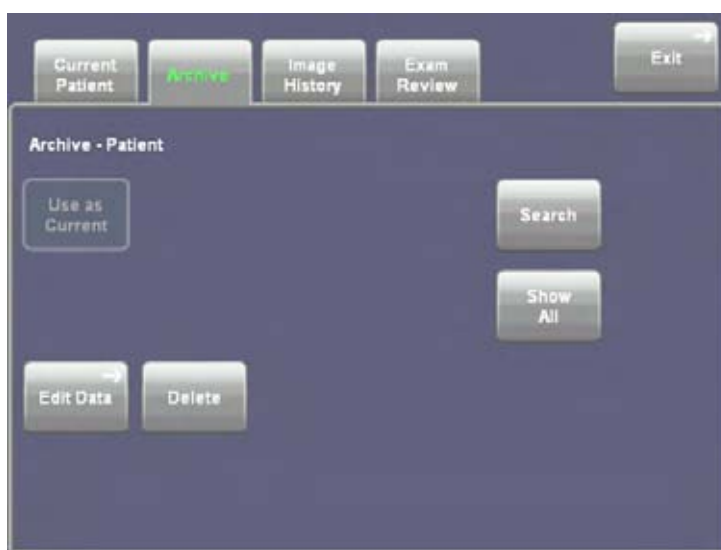 Current
Patient
Archive
Image
History
Exam
Review
Exit
Archive - Patient
Use as
Current
Search
Show
All
Edit Data
Delete